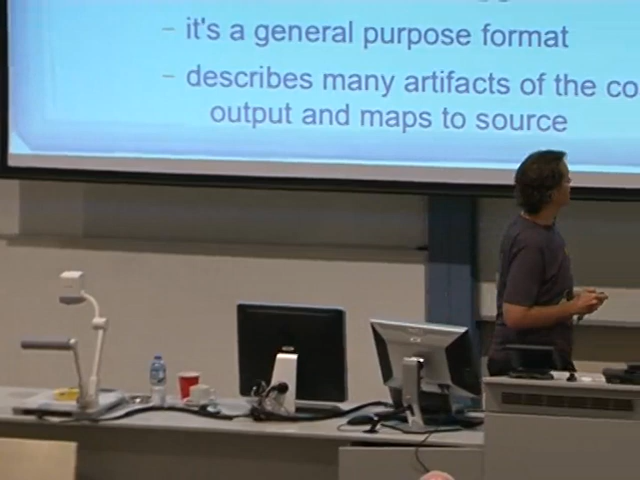 - it's a general purpose format
- describes many artifacts of the co
output and maps to source